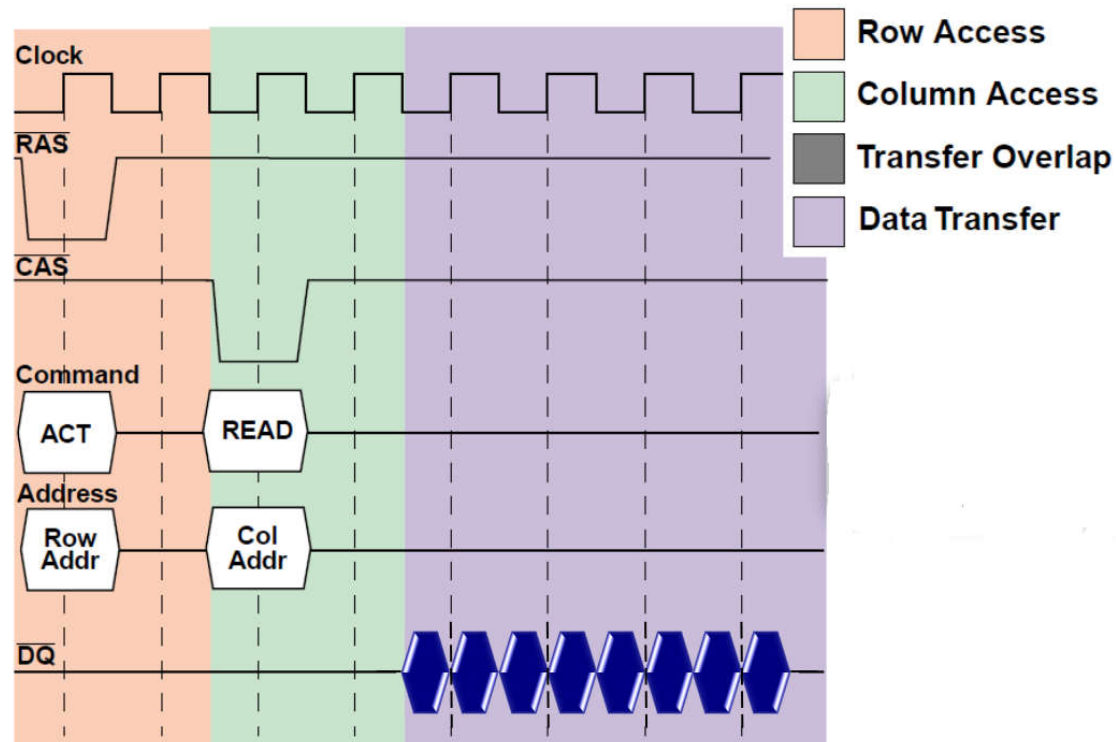 Clock
Row Access
Column Access
Transfer Overlap
Data Transfer
RAS
CAS
Command
ACT
READ
Address
Row
Addr
Col
Addr
DQ